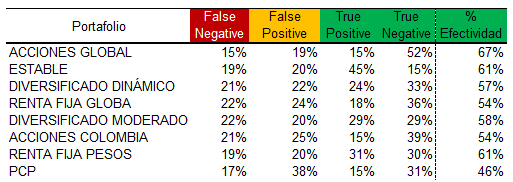 Portafolio False Negative False Positive True Positive True Negative % Efectividad
ACCIONES GLOBAL 15% 19% 15% 52% 67%
ESTABLE 19% 20% 45% 15% 61%
DIVERSIFICADO DINÁMICO 21% 22% 24% 33% 57%
RENTA FIJA GLOBA 22% 24% 18% 36% 54%
DIVERSIFICADO MODERADO 22% 20% 29% 29% 58%
ACCIONES COLOMBIA 21% 25% 15% 39% 54%
RENTA FIJA PESOS 19% 20% 31% 30% 61%
PCP 17% 38% 15% 31% 46%